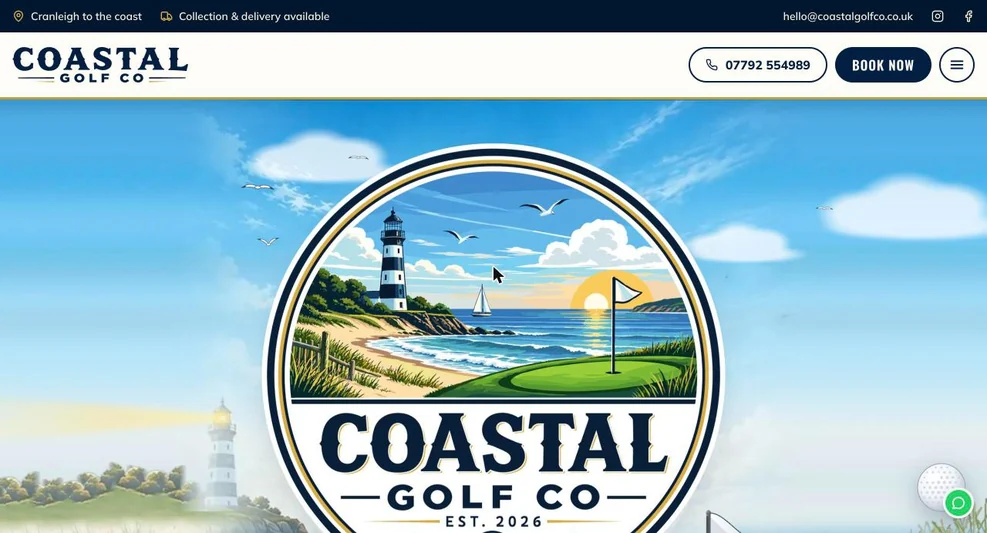 Cranleigh to the coast
Collection & delivery available
hello@coastalgolfco.co.uk
COASTAL
GOLF CO
07792 554989
BOOK NOW
COASTAL
GOLF CO
EST. 2026